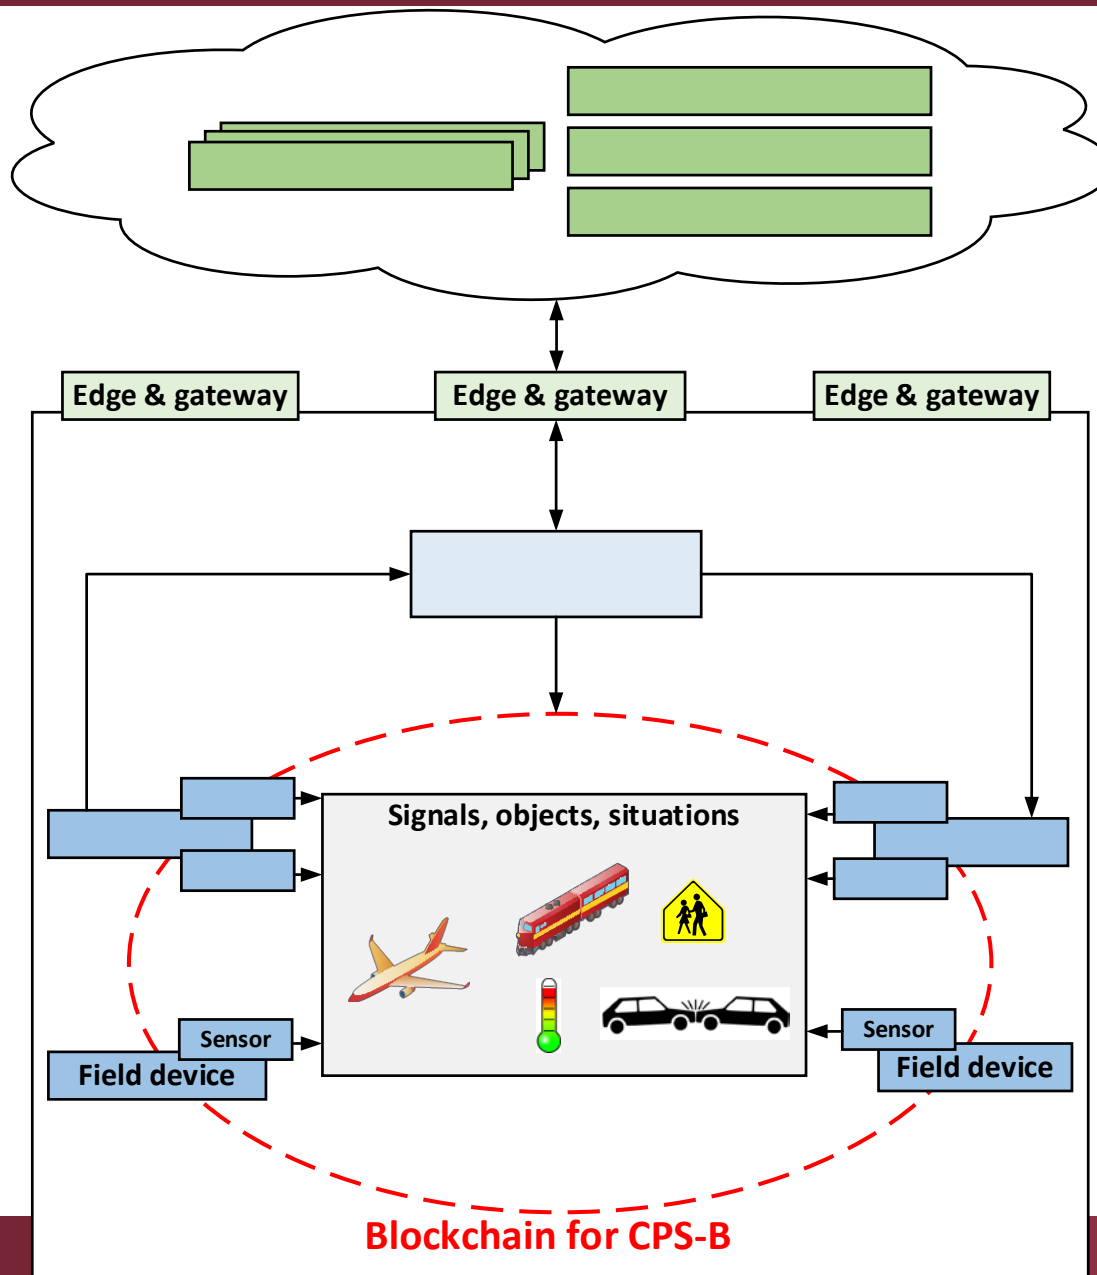 Edge & gateway
Edge & gateway
Edge & gateway
Signals, objects, situations
Sensor
Sensor
Field device
Field device
Blockchain for CPS-B